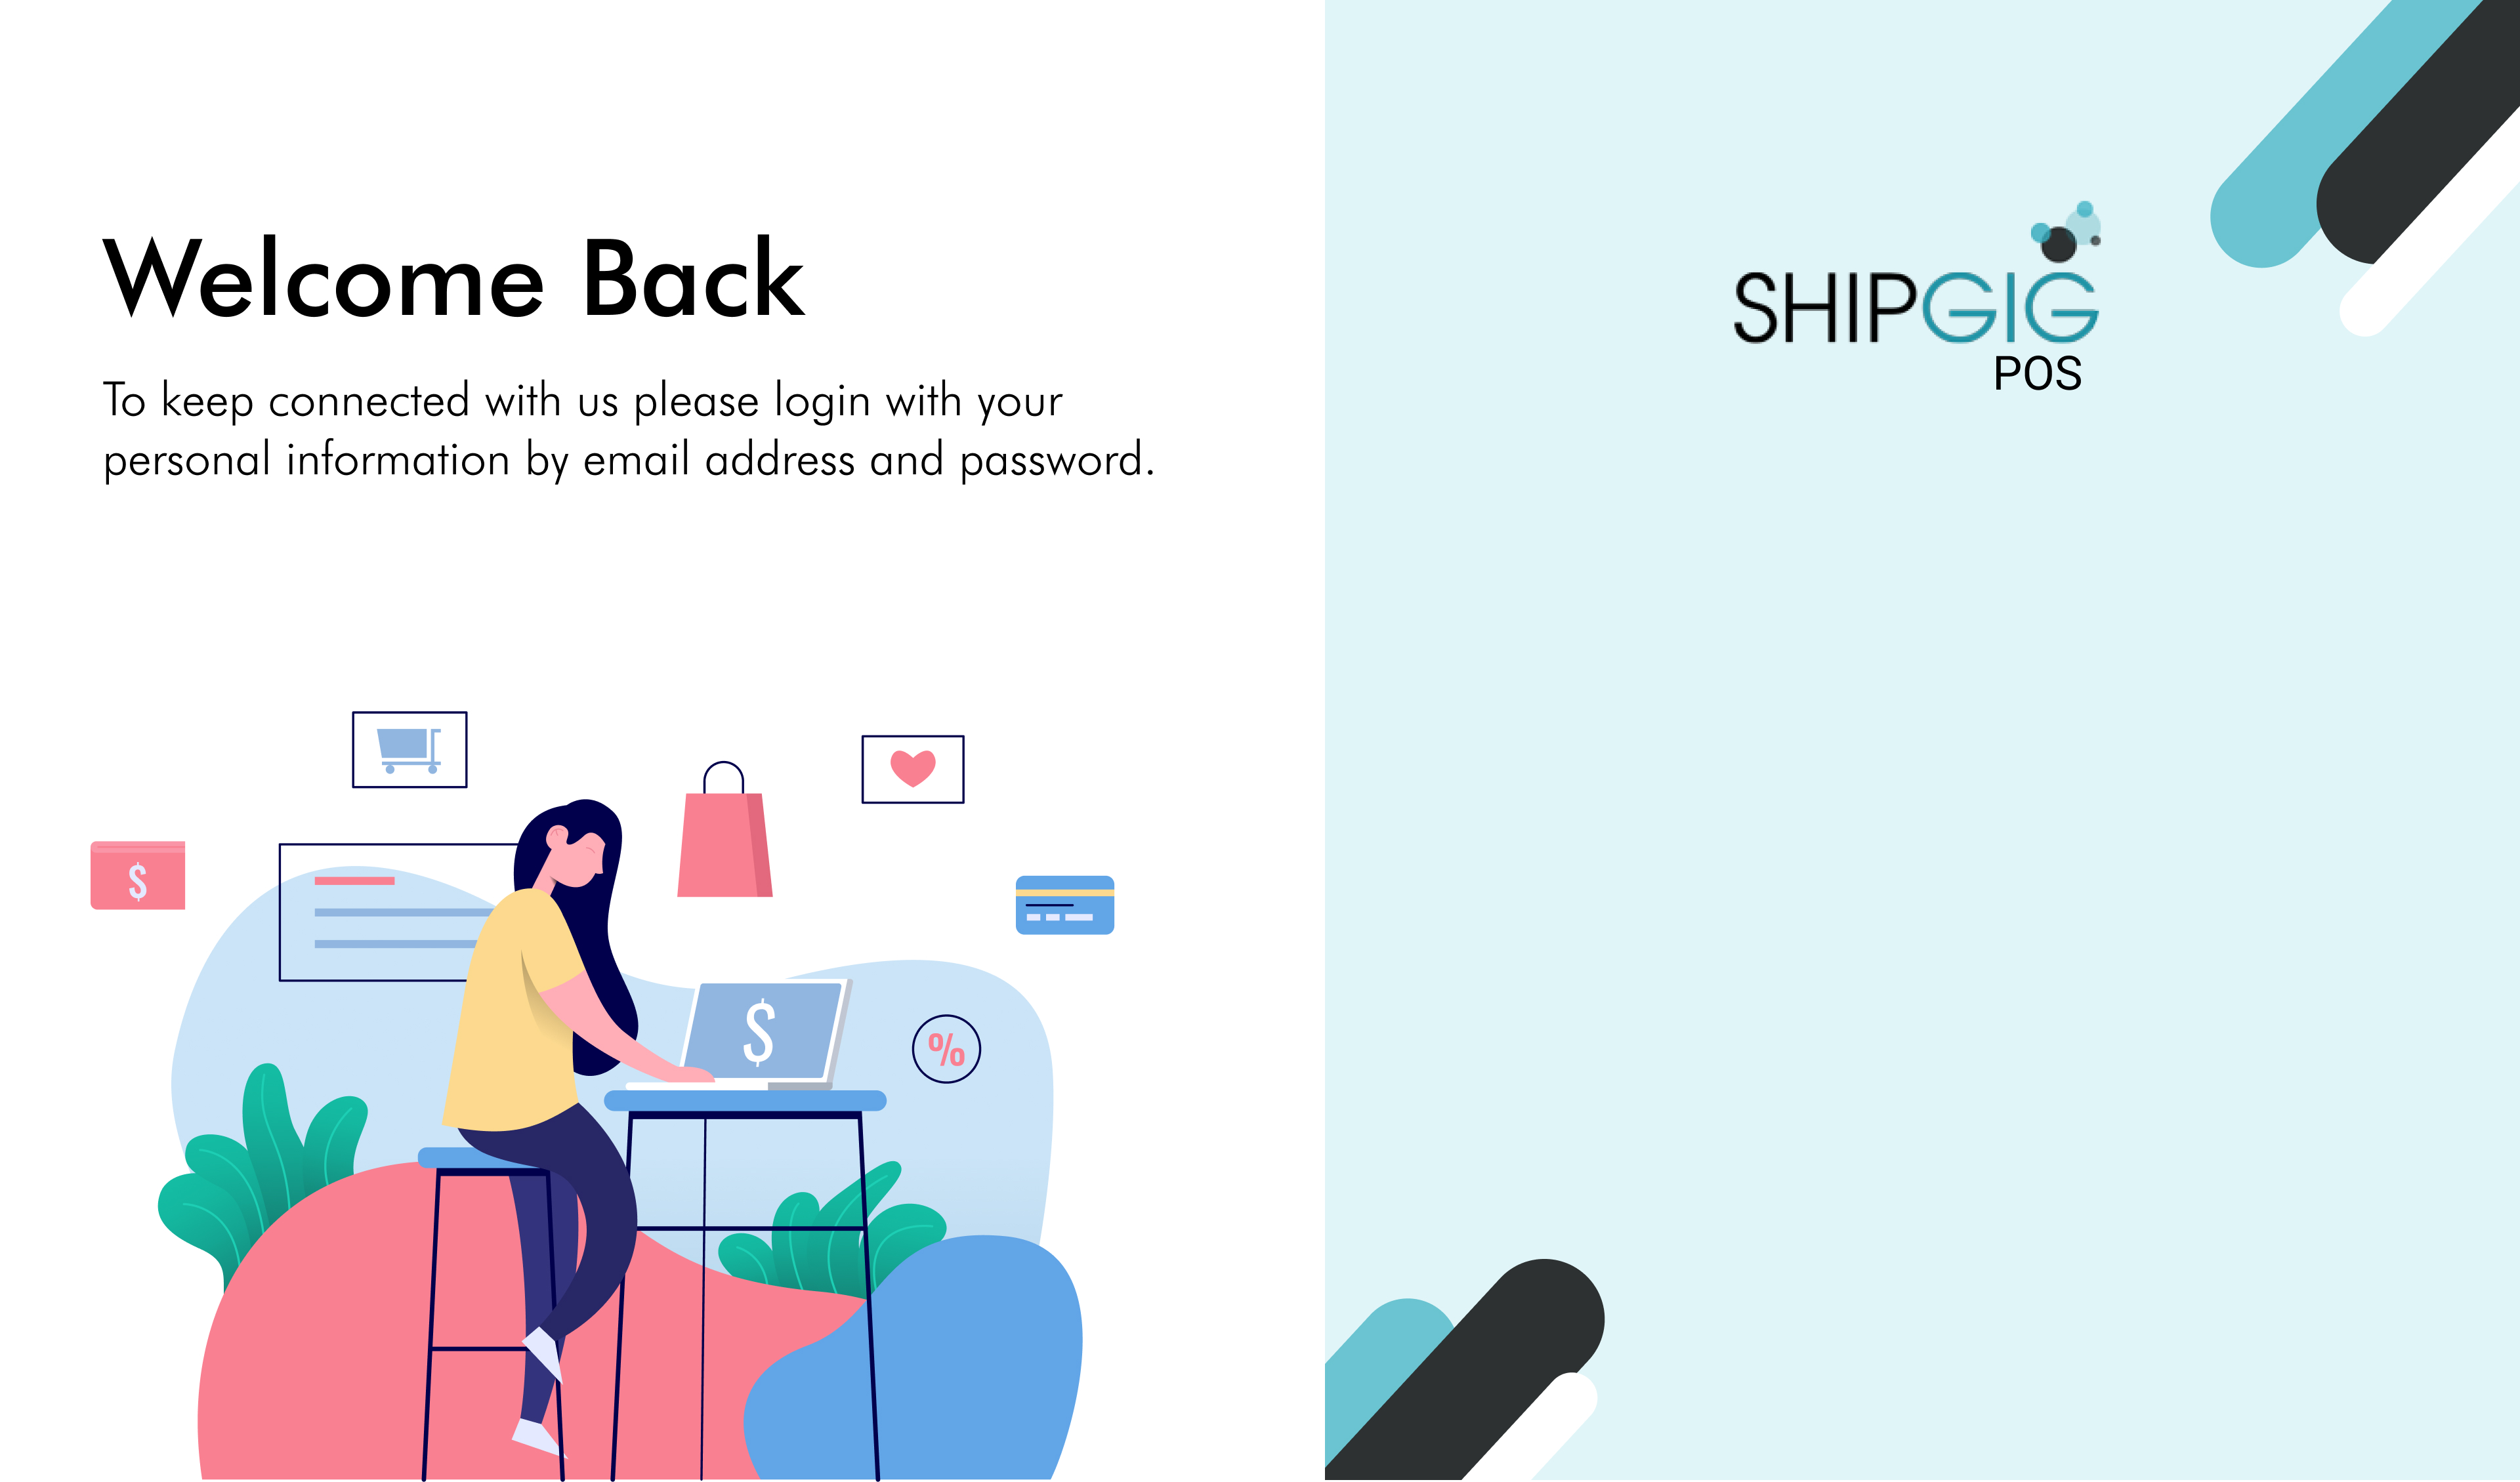 Welcome Back
To keep connected with us please login with your
personal information by email address and password.
SHIPGIG
POS
$
$
%